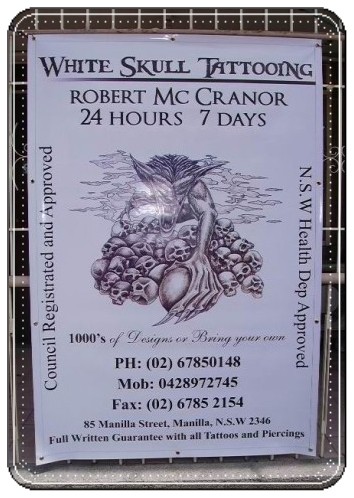 WHITE SKULL TATTOOING
ROBERT MC CRANOR
24 HOURS 7 DAYS
Council Registrated and Approved
N.S.W Health Dep Approved
1000's of Designs or Bring your own
PH: (02) 67850148
Mob: 0428972745
Fax: (02) 6785 2154
85 Manilla Street, Manilla, N.S.W 2346
Full Written Guarantee with all Tattoos and Piercings